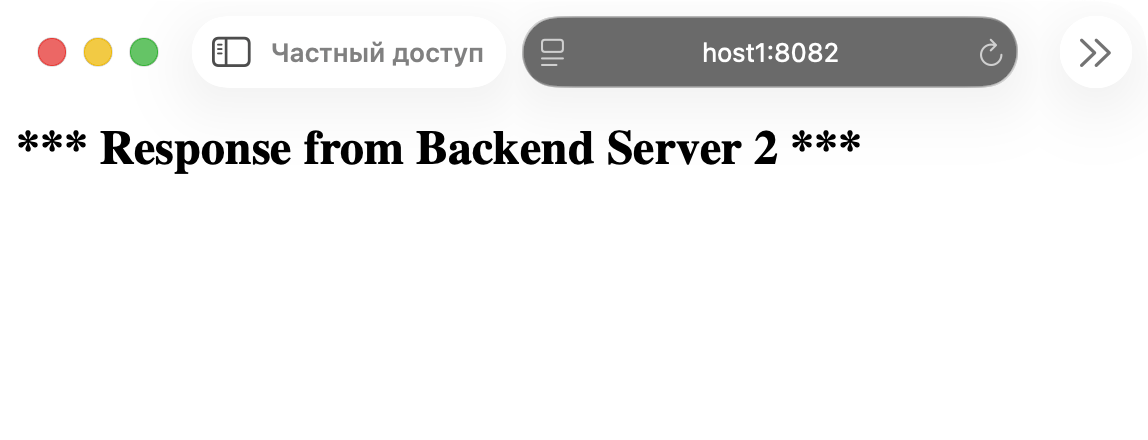 Частный доступ host1:8082
*** Response from Backend Server 2 ***